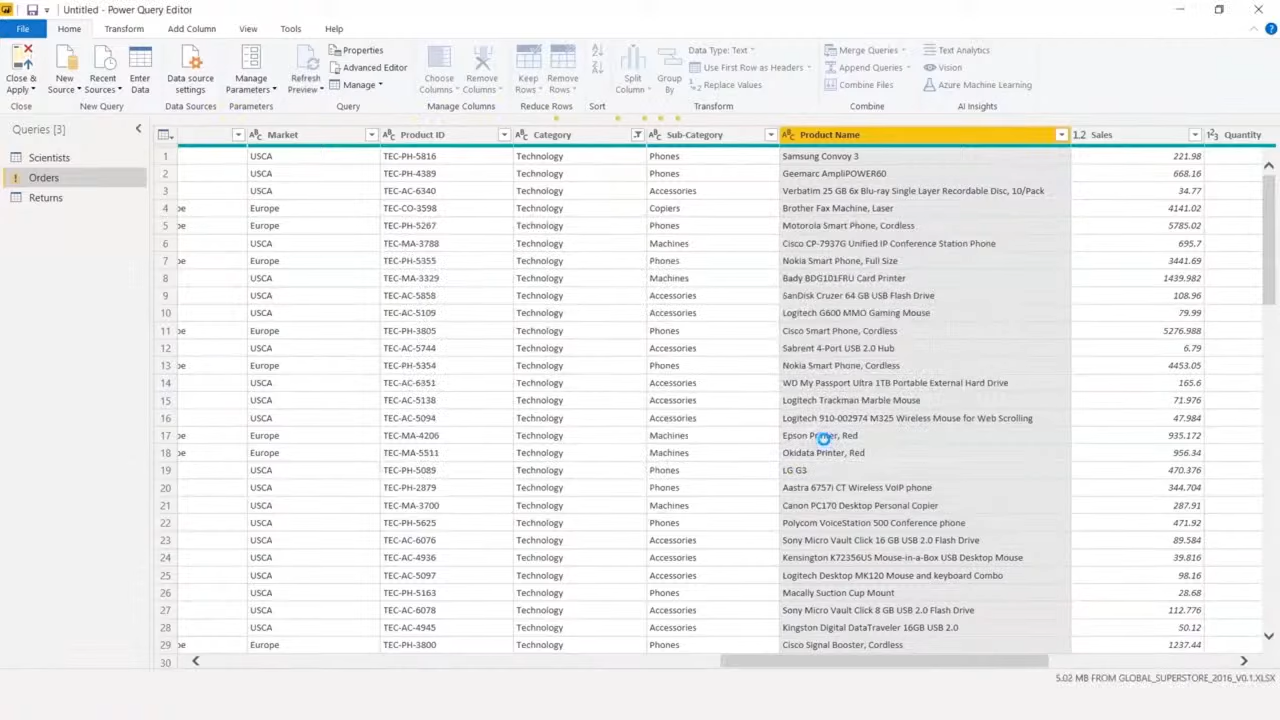 Untitled - Power Query Editor
File Home Transform Add Column View Tools Help
Close & Apply
New Source
Recent Sources
Enter Data
Data source settings
Manage Parameters
Refresh Preview
Properties
Advanced Editor
Manage
Choose Columns
Remove Columns
Keep Rows
Remove Rows
Split Column
Group By
Data Type: Text
Use First Row as Headers
Replace Values
Merge Queries
Append Queries
Combine Files
Text Analytics
Vision
Azure Machine Learning
Close New Query Data Sources Parameters Query Manage Columns Reduce Rows Sort Transform Combine AI Insights
Queries [3]
Scientists
Orders
Returns
Market Product ID Category Sub-Category Product Name 1.2 Sales 123 Quantity
1 USCA TEC-PH-5816 Technology Phones Samsung Convoy 3 221.98
2 USCA TEC-PH-4389 Technology Phones Geemarc AmpliPOWER60 668.16
3 USCA TEC-AC-6340 Technology Accessories Verbatim 25 GB 6x Blu-ray Single Layer Recordable Disc, 10/Pack 34.77
4 pe Europe TEC-CO-3598 Technology Copiers Brother Fax Machine, Laser 4141.02
5 pe Europe TEC-PH-5267 Technology Phones Motorola Smart Phone, Cordless 5785.02
6 USCA TEC-MA-3788 Technology Machines Cisco CP-7937G Unified IP Conference Station Phone 695.7
7 pe Europe TEC-PH-5355 Technology Phones Nokia Smart Phone, Full Size 3441.69
8 USCA TEC-MA-3329 Technology Machines Bady BDG101FRU Card Printer 1439.982
9 USCA TEC-AC-5858 Technology Accessories SanDisk Cruzer 64 GB USB Flash Drive 108.96
10 USCA TEC-AC-5109 Technology Accessories Logitech G600 MMO Gaming Mouse 79.99
11 pe Europe TEC-PH-3805 Technology Phones Cisco Smart Phone, Cordless 5276.988
12 USCA TEC-AC-5744 Technology Accessories Sabrent 4-Port USB 2.0 Hub 6.79
13 pe Europe TEC-PH-5354 Technology Phones Nokia Smart Phone, Cordless 4453.05
14 USCA TEC-AC-6351 Technology Accessories WD My Passport Ultra 1TB Portable External Hard Drive 165.6
15 USCA TEC-AC-5138 Technology Accessories Logitech Trackman Marble Mouse 71.976
16 USCA TEC-AC-5094 Technology Accessories Logitech 910-002974 M325 Wireless Mouse for Web Scrolling 47.984
17 pe Europe TEC-MA-4206 Technology Machines Epson Printer, Red 935.172
18 pe Europe TEC-MA-5511 Technology Machines Okidata Printer, Red 956.34
19 USCA TEC-PH-5089 Technology Phones LG G3 470.376
20 USCA TEC-PH-2879 Technology Phones Aastra 6757i CT Wireless VoIP phone 344.704
21 USCA TEC-MA-3700 Technology Machines Canon PC170 Desktop Personal Copier 287.91
22 USCA TEC-PH-5625 Technology Phones Polycom VoiceStation 500 Conference phone 471.92
23 USCA TEC-AC-6076 Technology Accessories Sony Micro Vault Click 16 GB USB 2.0 Flash Drive 89.584
24 USCA TEC-AC-4936 Technology Accessories Kensington K72356US Mouse-in-a-Box USB Desktop Mouse 39.816
25 USCA TEC-AC-5097 Technology Accessories Logitech Desktop MK120 Mouse and keyboard Combo 98.16
26 USCA TEC-PH-5163 Technology Phones Macally Suction Cup Mount 28.68
27 USCA TEC-AC-6078 Technology Accessories Sony Micro Vault Click 8 GB USB 2.0 Flash Drive 112.776
28 USCA TEC-AC-4945 Technology Accessories Kingston Digital DataTraveler 16GB USB 2.0 50.12
29 pe Europe TEC-PH-3800 Technology Phones Cisco Signal Booster, Cordless 1237.44
30
5.02 MB FROM GLOBAL_SUPERSTORE_2016_V0.1.XLSX